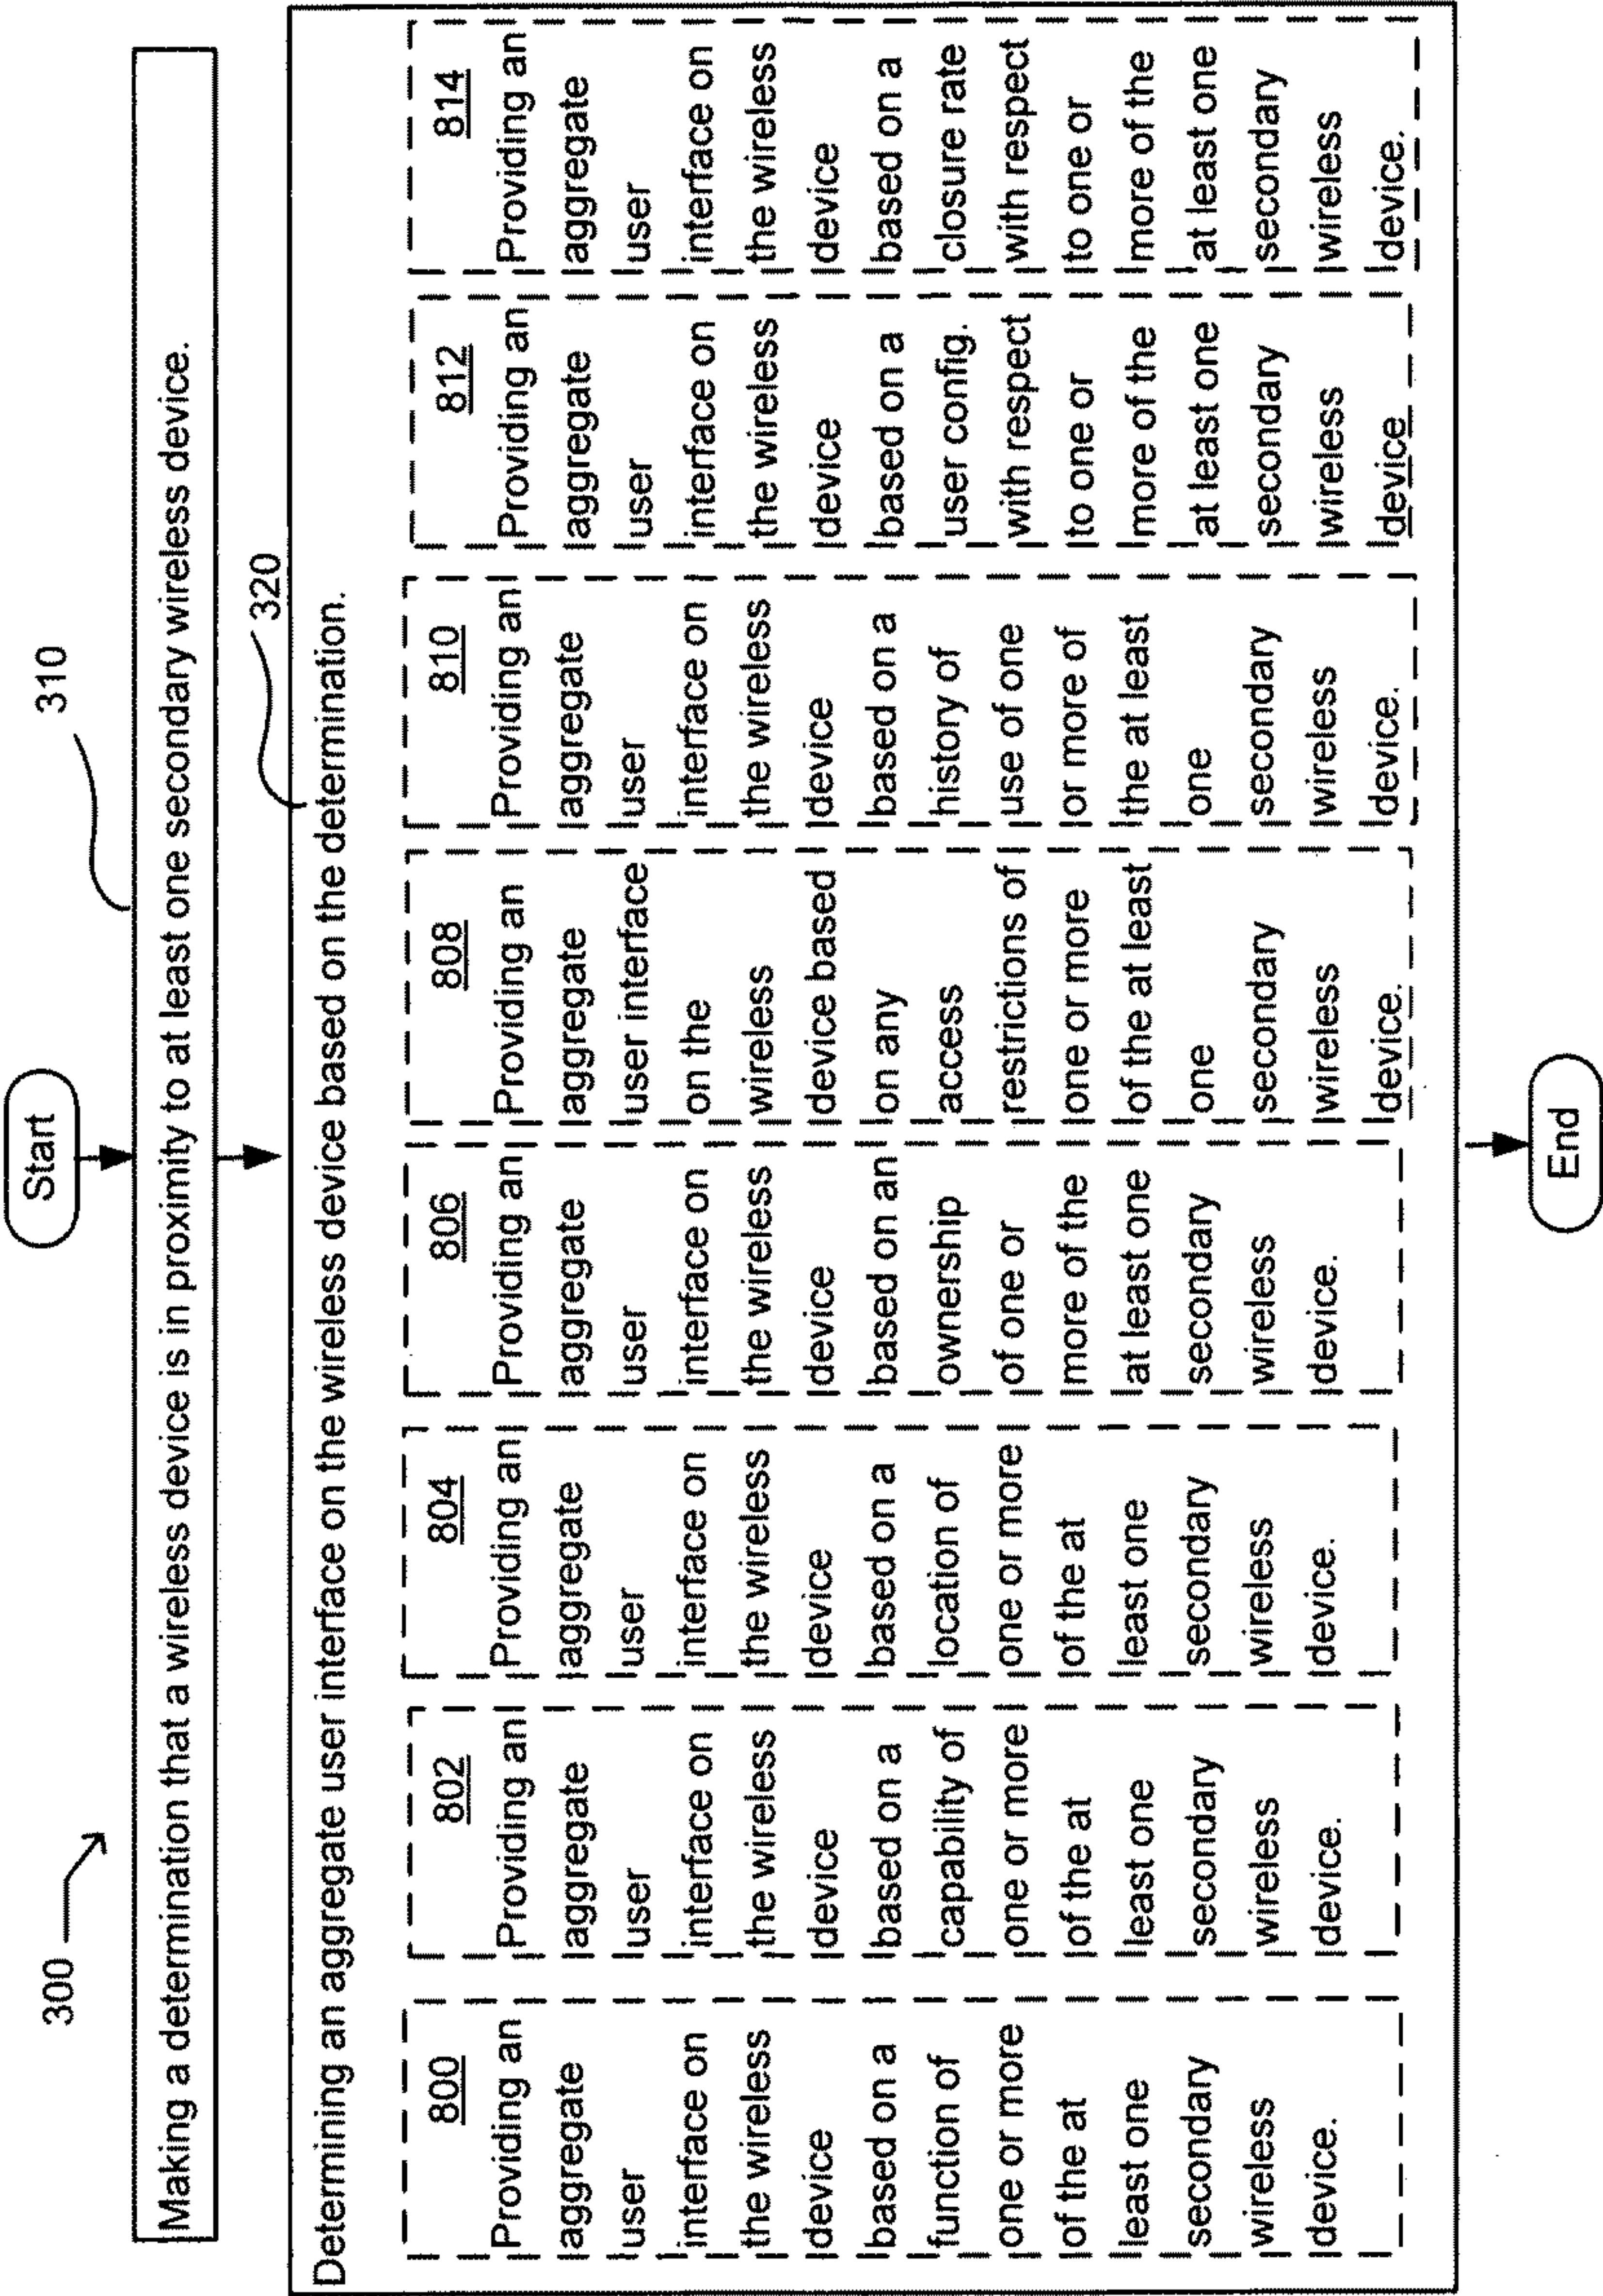 Start
300
310
Making a determination that a wireless device is in proximity to at least one secondary wireless device.
320
Determining an aggregate user interface on the wireless device based on the determination.
800
Providing an
aggregate
user
interface on
the wireless
device
based on a
function of
one or more
of the at
least one
secondary
wireless
device.
802
Providing an
aggregate
user
interface on
the wireless
device
based on a
capability of
one or more
of the at
least one
secondary
wireless
device.
804
Providing an
aggregate
user
interface on
the wireless
device
based on a
location of
one or more
of the at
least one
secondary
wireless
device.
806
Providing an
aggregate
user
interface on
the wireless
device
based on an
ownership
of one or
more of the
at least one
secondary
wireless
device.
808
Providing an
aggregate
user interface
on the
wireless
device based
on any
access
restrictions of
one or more
of the at least
one
secondary
wireless
device.
810
Providing an
aggregate
user
interface on
the wireless
device
based on a
history of
use of one
or more of
the at least
one
secondary
wireless
device.
812
Providing an
aggregate
user
interface on
the wireless
device
based on a
user config.
with respect
to one or
more of the
at least one
secondary
wireless
device
814
Providing an
aggregate
user
interface on
the wireless
device
based on a
closure rate
with respect
to one or
more of the
at least one
secondary
wireless
device.
End